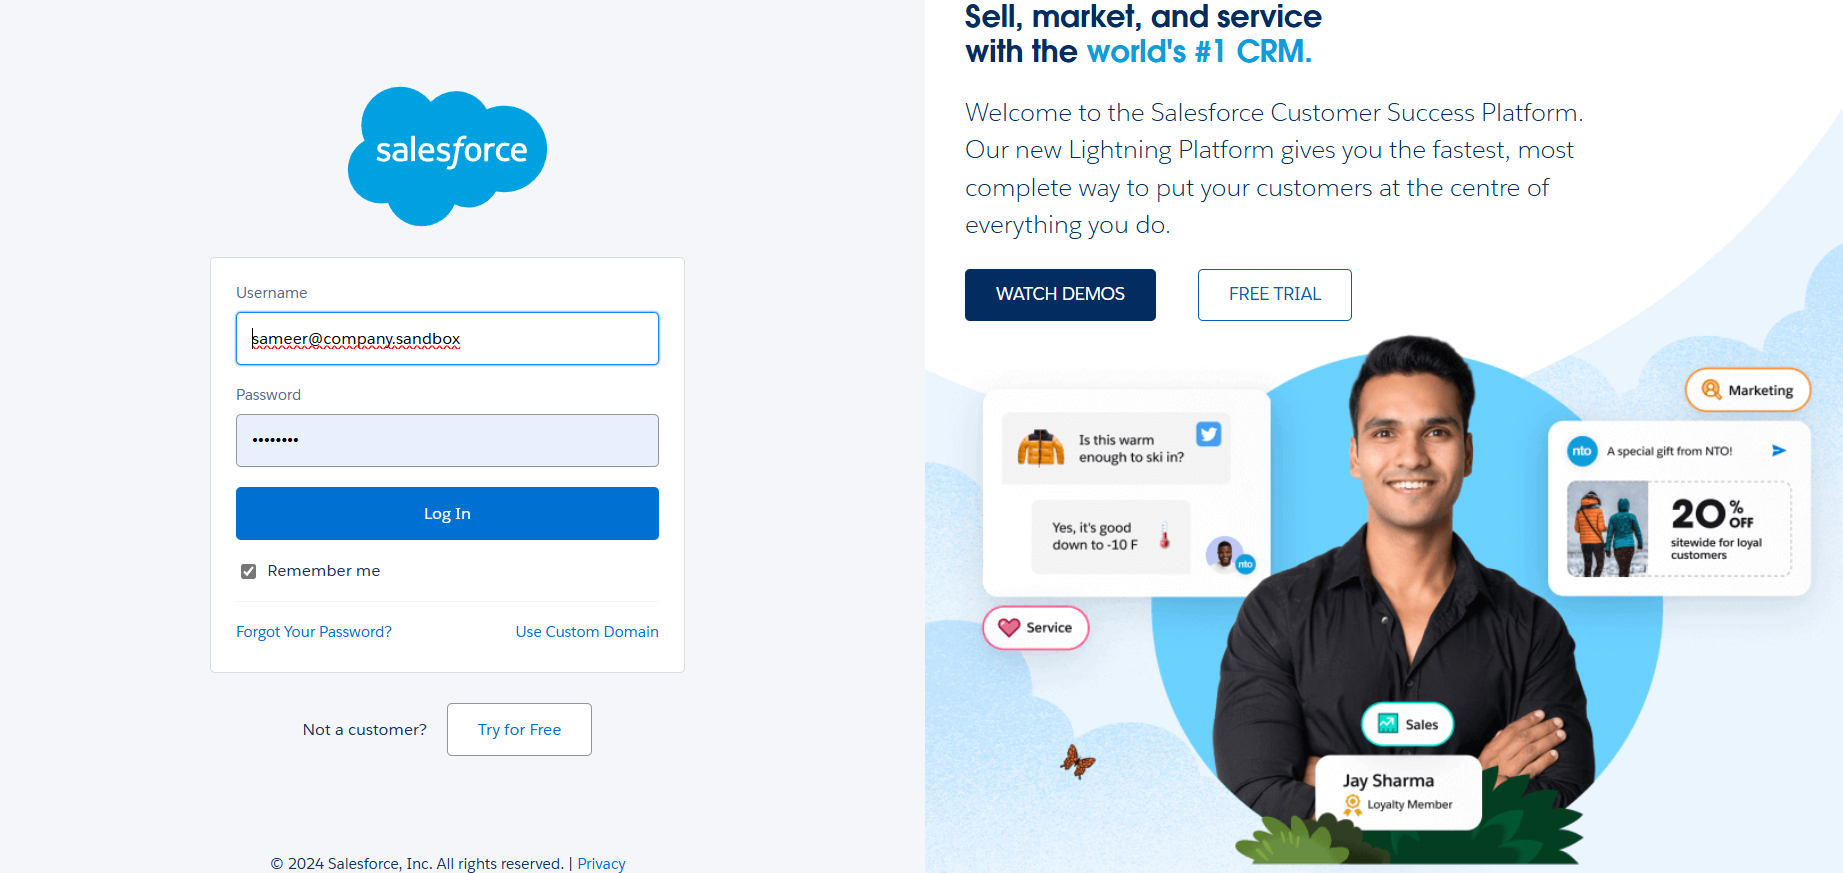 salesforce
Username
sameer@company.sandbox
Password
••••••••
Log In
Remember me
Forgot Your Password?
Use Custom Domain
Not a customer?
Try for Free
© 2024 Salesforce, Inc. All rights reserved. | Privacy
Sell, market, and service
with the world's #1 CRM.
Welcome to the Salesforce Customer Success Platform.
Our new Lightning Platform gives you the fastest, most
complete way to put your customers at the centre of
everything you do.
WATCH DEMOS
FREE TRIAL
Is this warm
enough to ski in?
Yes, it's good
down to -10 F
nto
Service
Marketing
nto
A special gift from NTO!
20% OFF
sitewide for loyal
customers
Sales
Jay Sharma
Loyalty Member